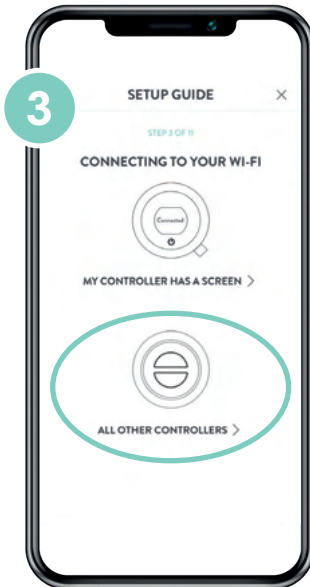 3
SETUP GUIDE ×
STEP 3 OF 11
CONNECTING TO YOUR WI-FI
Connected
MY CONTROLLER HAS A SCREEN >
ALL OTHER CONTROLLERS >